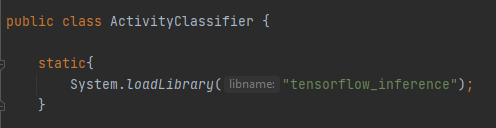 public class ActivityClassifier {
static{
System.loadLibrary( libname: "tensorflow_inference");
}